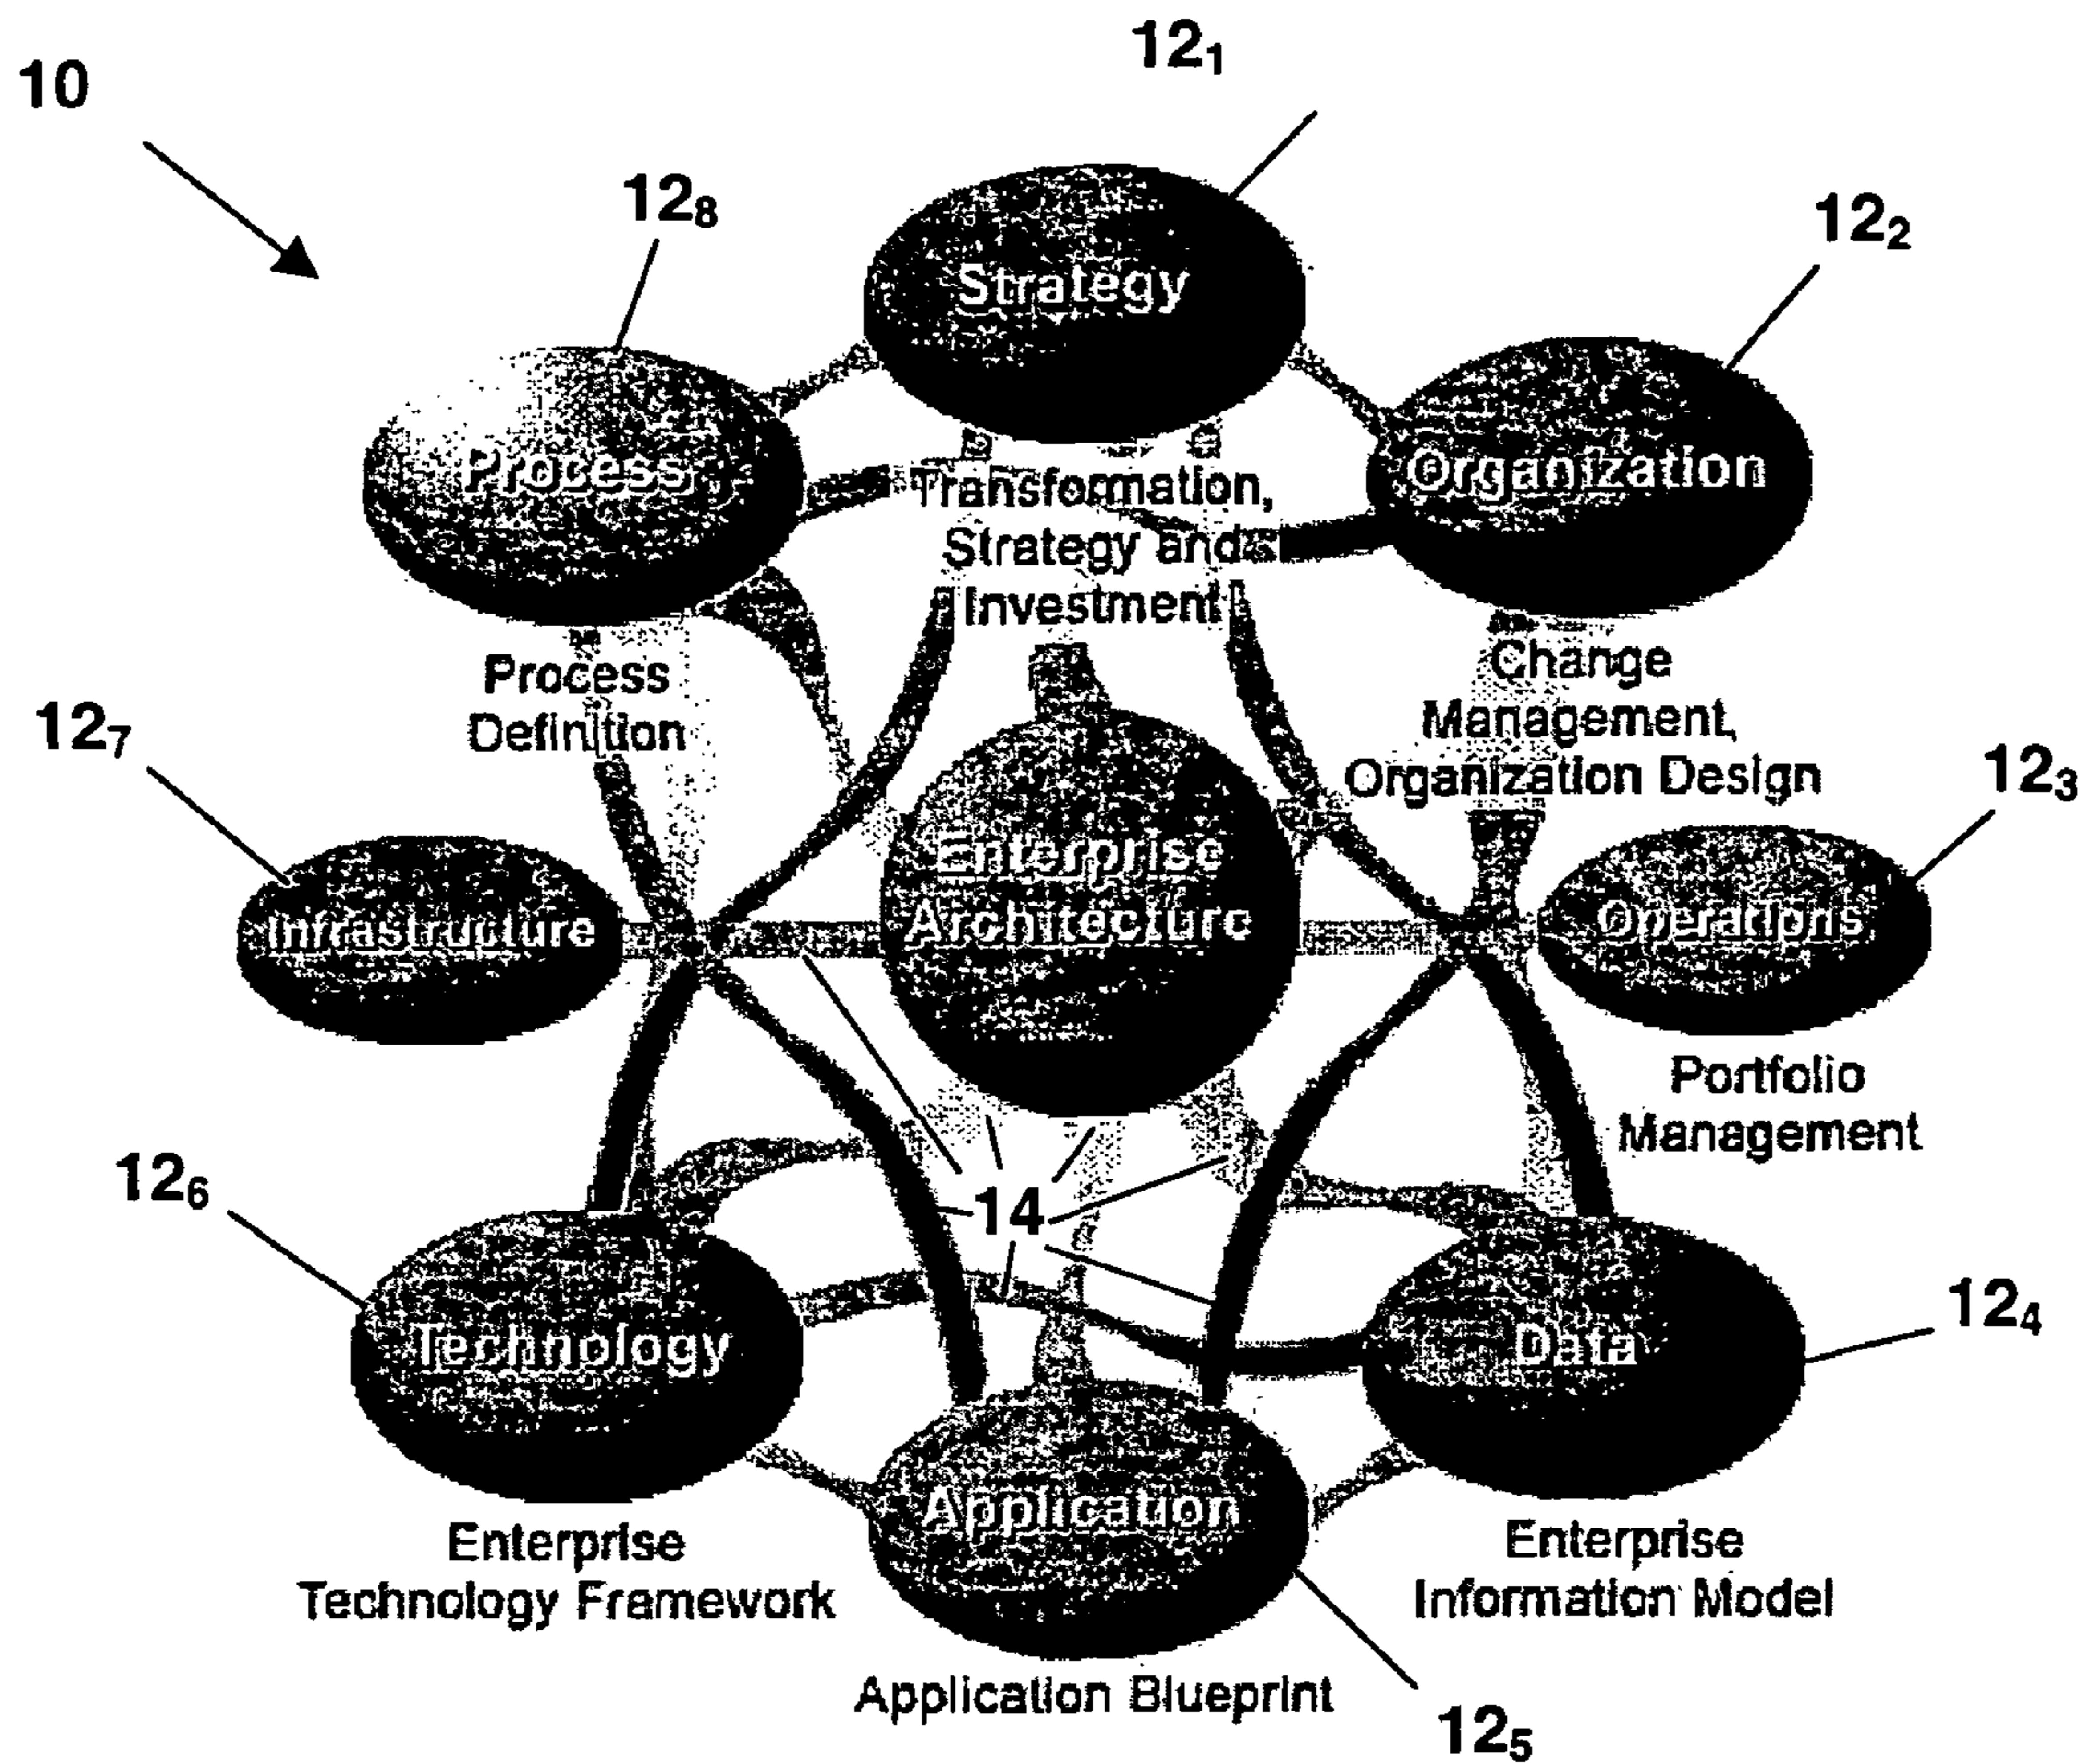 12₁
10
12₈
12₂
Strategy
Process
Organization
Transformation,
Strategy and
Investment
Process
Definition
Change
Management,
Organization Design
12₇
12₃
Enterprise
Architecture
Infrastructure
Operations
Portfolio
Management
12₆
14
12₄
Technology
Data
Application
Enterprise
Technology Framework
Enterprise
Information Model
Application Blueprint
12₅